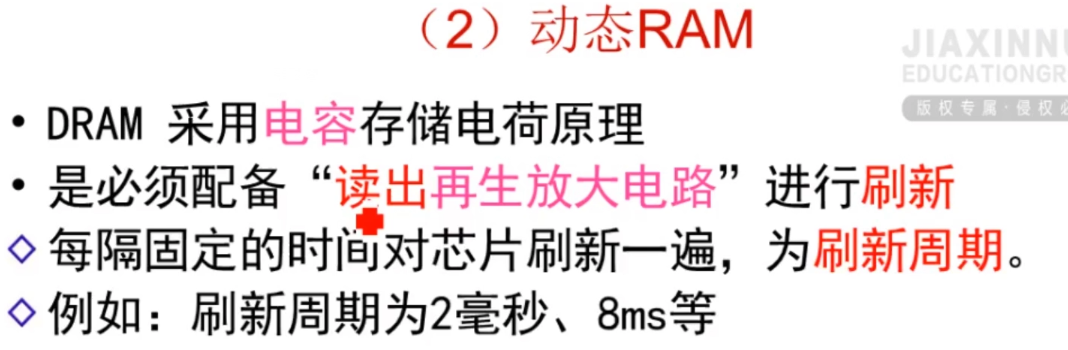 （2）动态RAM
JIAXINNU
EDUCATIONGR
版权专属·侵权必
• DRAM 采用电容存储电荷原理
• 是必须配备“读出再生放大电路”进行刷新
◇ 每隔固定的时间对芯片刷新一遍，为刷新周期。
◇ 例如：刷新周期为2毫秒、8ms等